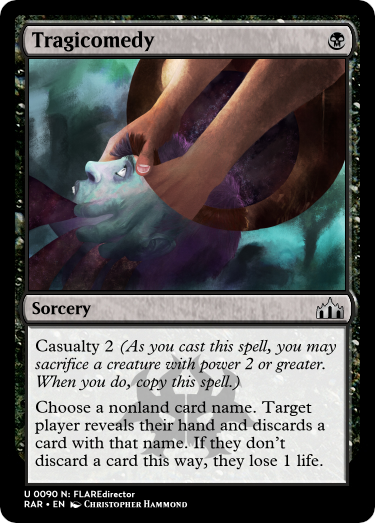 Tragicomedy
Sorcery
Casualty 2 (As you cast this spell, you may
sacrifice a creature with power 2 or greater.
When you do, copy this spell.)
Choose a nonland card name. Target
player reveals their hand and discards a
card with that name. If they don't
discard a card this way, they lose 1 life.
U 0090 N: FLAREdirector
RAR • EN Christopher Hammond